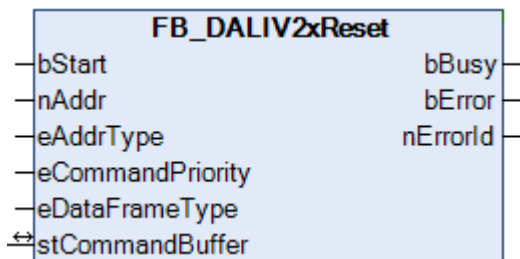 FB_DALIV2xReset
bStart bBusy
nAddr bError
eAddrType nErrorId
eCommandPriority
eDataFrameType
stCommandBuffer